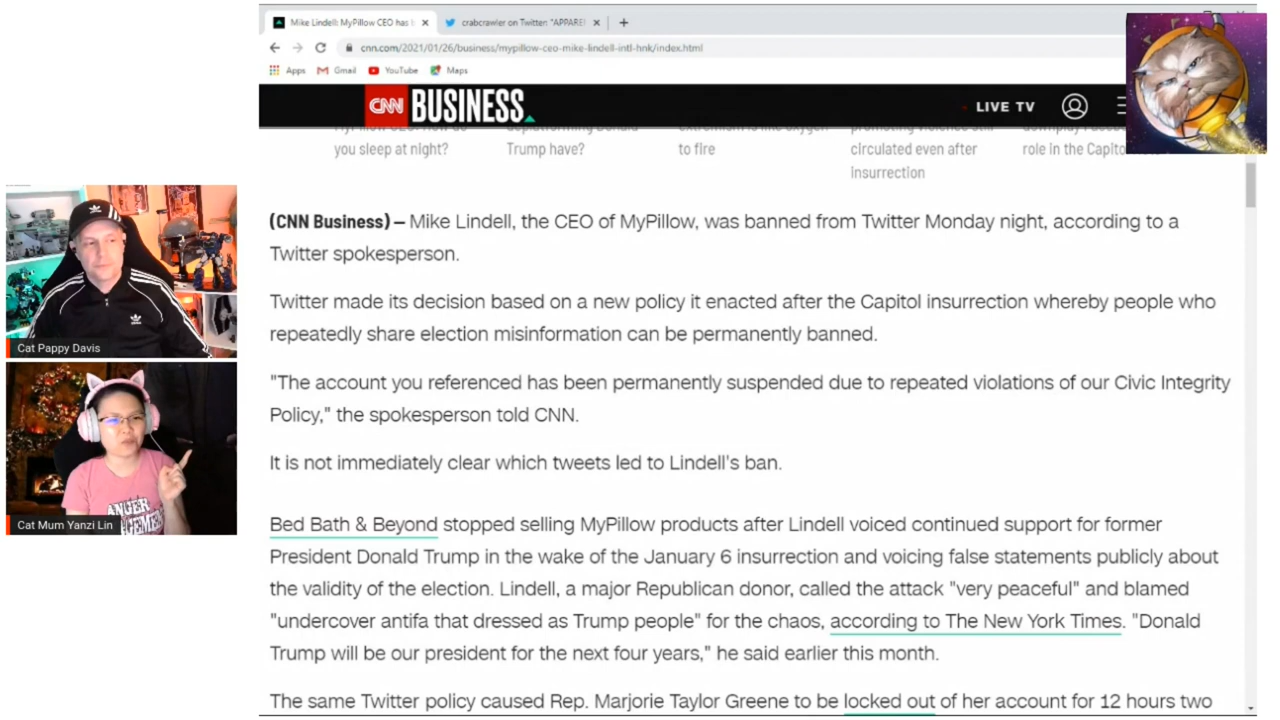 Mike Lindell: MyPillow CEO has
crabcrawler on Twitter: "APPARE
cnn.com/2021/01/26/business/mypillow-ceo-mike-lindell-intl-hnk/index.html
Apps Gmail YouTube Maps
CNN BUSINESS
LIVE TV
you sleep at night?
deplatforming Donald
Trump have?
extremism is like oxygen
to fire
promoting violence still
circulated even after
Insurrection
role in the Capito
(CNN Business) — Mike Lindell, the CEO of MyPillow, was banned from Twitter Monday night, according to a
Twitter spokesperson.
Twitter made its decision based on a new policy it enacted after the Capitol insurrection whereby people who
repeatedly share election misinformation can be permanently banned.
"The account you referenced has been permanently suspended due to repeated violations of our Civic Integrity
Policy," the spokesperson told CNN.
It is not immediately clear which tweets led to Lindell's ban.
Bed Bath & Beyond stopped selling MyPillow products after Lindell voiced continued support for former
President Donald Trump in the wake of the January 6 insurrection and voicing false statements publicly about
the validity of the election. Lindell, a major Republican donor, called the attack "very peaceful" and blamed
"undercover antifa that dressed as Trump people" for the chaos, according to The New York Times. "Donald
Trump will be our president for the next four years," he said earlier this month.
The same Twitter policy caused Rep. Marjorie Taylor Greene to be locked out of her account for 12 hours two
Cat Pappy Davis
ANGER
Cat Mum Yanzi Lin